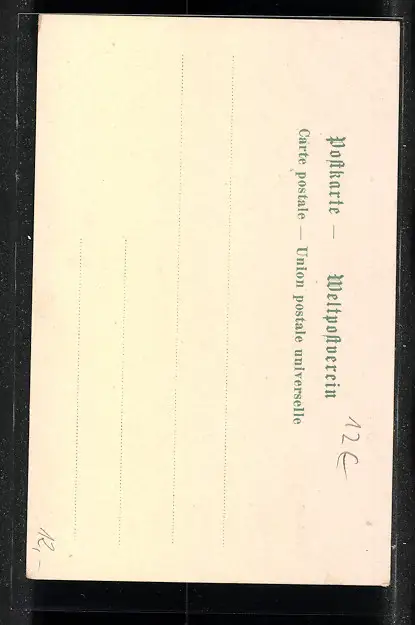 Postkarte — Weltpostverein
Carte postale — Union postale universelle
12 €
12,-